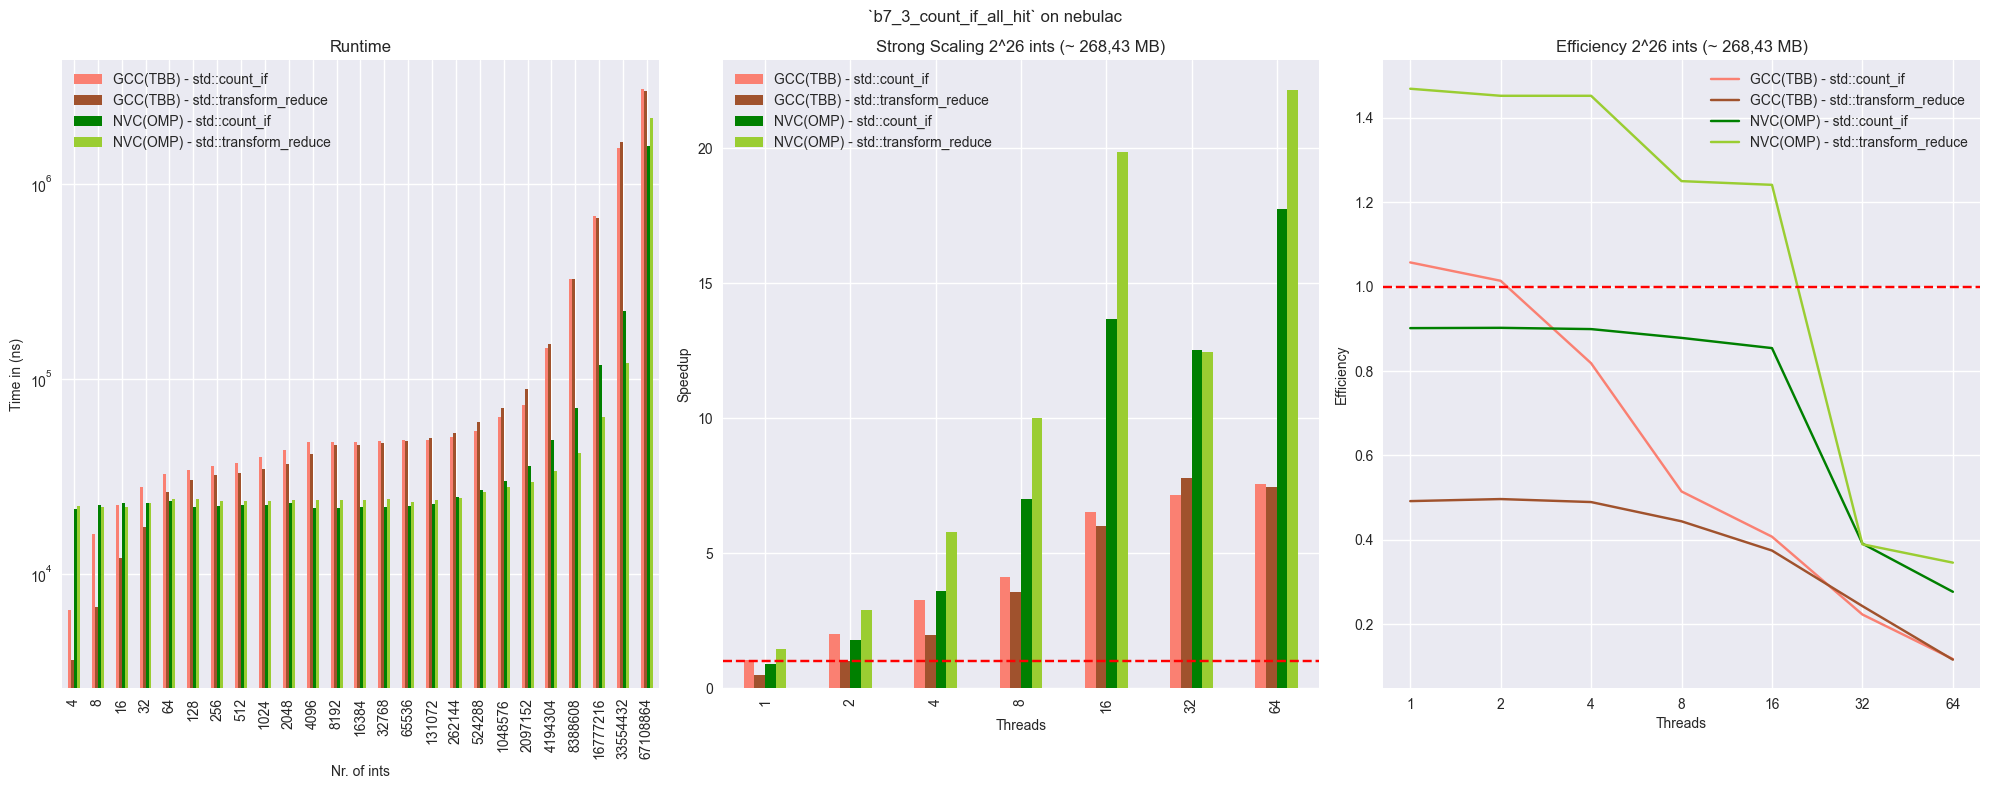 `b7_3_count_if_all_hit` on nebulac
Runtime
GCC(TBB) - std::count_if
GCC(TBB) - std::transform_reduce
NVC(OMP) - std::count_if
NVC(OMP) - std::transform_reduce
Time in (ns)
10^6
10^5
10^4
4 8 16 32 64 128 256 512 1024 2048 4096 8192 16384 32768 65536 131072 262144 524288 1048576 2097152 4194304 8388608 16777216 33554432 67108864
Nr. of ints
Strong Scaling 2^26 ints (~ 268,43 MB)
GCC(TBB) - std::count_if
GCC(TBB) - std::transform_reduce
NVC(OMP) - std::count_if
NVC(OMP) - std::transform_reduce
Speedup
20
15
10
5
0
1 2 4 8 16 32 64
Threads
Efficiency 2^26 ints (~ 268,43 MB)
GCC(TBB) - std::count_if
GCC(TBB) - std::transform_reduce
NVC(OMP) - std::count_if
NVC(OMP) - std::transform_reduce
Efficiency
1.4
1.2
1.0
0.8
0.6
0.4
0.2
1 2 4 8 16 32 64
Threads